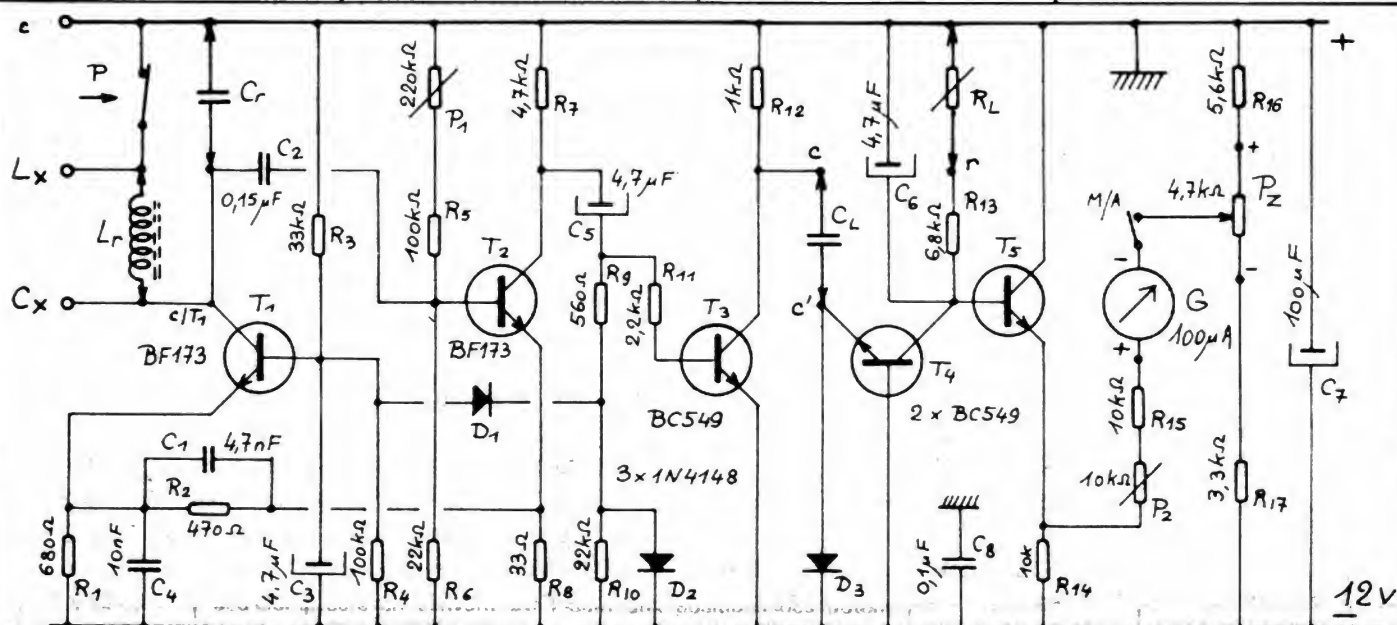 c
+
P
Cr
Lx
Lr
Cx
C2
0,15µF
c/T1
T1
BF173
33kΩ
R3
220kΩ
P1
100kΩ
R5
4,7kΩ
R7
T2
BF173
4,7µF
C5
R9
560Ω
R11
2,2kΩ
T3
BC549
3 x 1N4148
D1
1kΩ
R12
c
CL
c'
4,7µF
C6
RL
r
R13
6,8kΩ
T4
T5
2 x BC549
M/A
-
G
100µA
+
10kΩ
R15
10kΩ
P2
5,6kΩ
R16
+
4,7kΩ
PZ
-
3,3kΩ
R17
100µF
C7
C1
4,7nF
R2
470Ω
680Ω
R1
10nF
C4
4,7µF
C3
100kΩ
R4
22kΩ
R6
33Ω
R8
22kΩ
R10
D2
D3
0,1µF
C8
10k
R14
12V
-